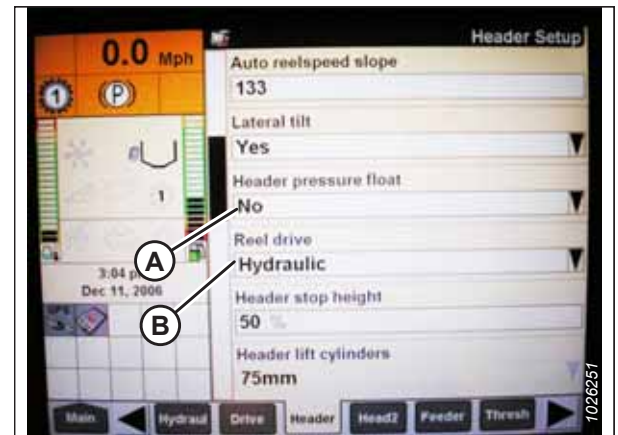 0.0 Mph
Header Setup
Auto reelspeed slope
133
1
P
Lateral tilt
Yes
Header pressure float
1
No
A
Reel drive
Hydraulic
3:04 p
Dec 11, 2006
B
Header stop height
50 %
Header lift cylinders
75mm
Main
Hydraul
Drive
Header
Head2
Feeder
Thresh
1026251